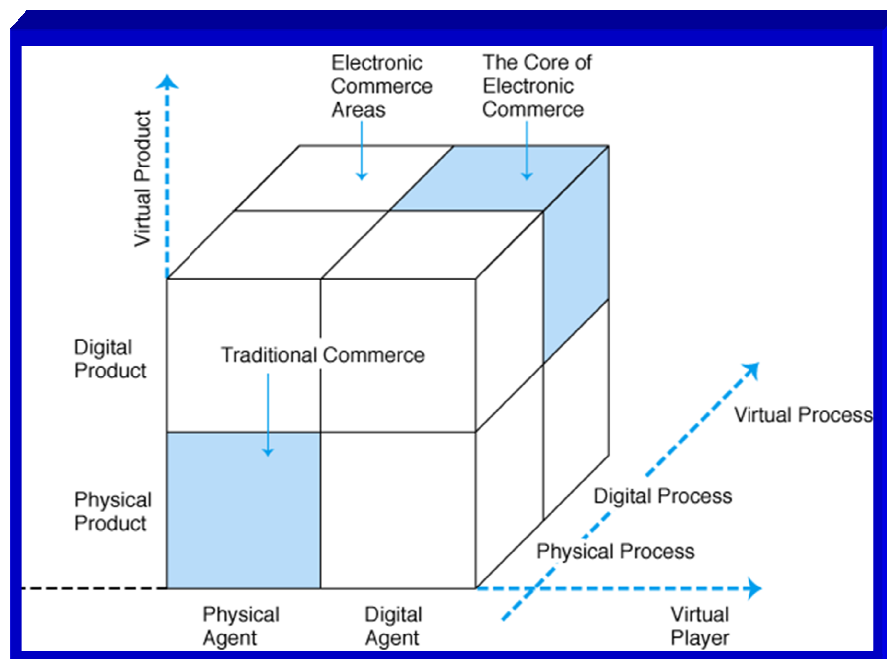 Electronic
Commerce
Areas
The Core of
Electronic
Commerce
Virtual Product
Digital
Product
Traditional Commerce
Virtual Process
Physical
Product
Digital Process
Physical Process
Physical
Agent
Digital
Agent
Virtual
Player